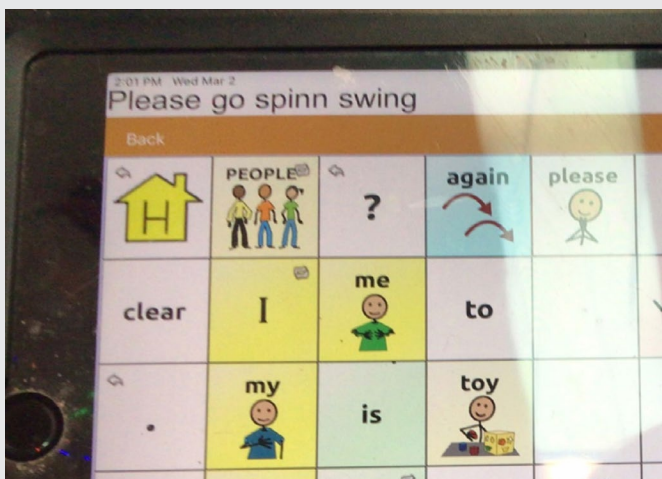 2:01 PM Wed Mar 2
Please go spinn swing
Back
H PEOPLE ? again please
clear I me to
. my is toy